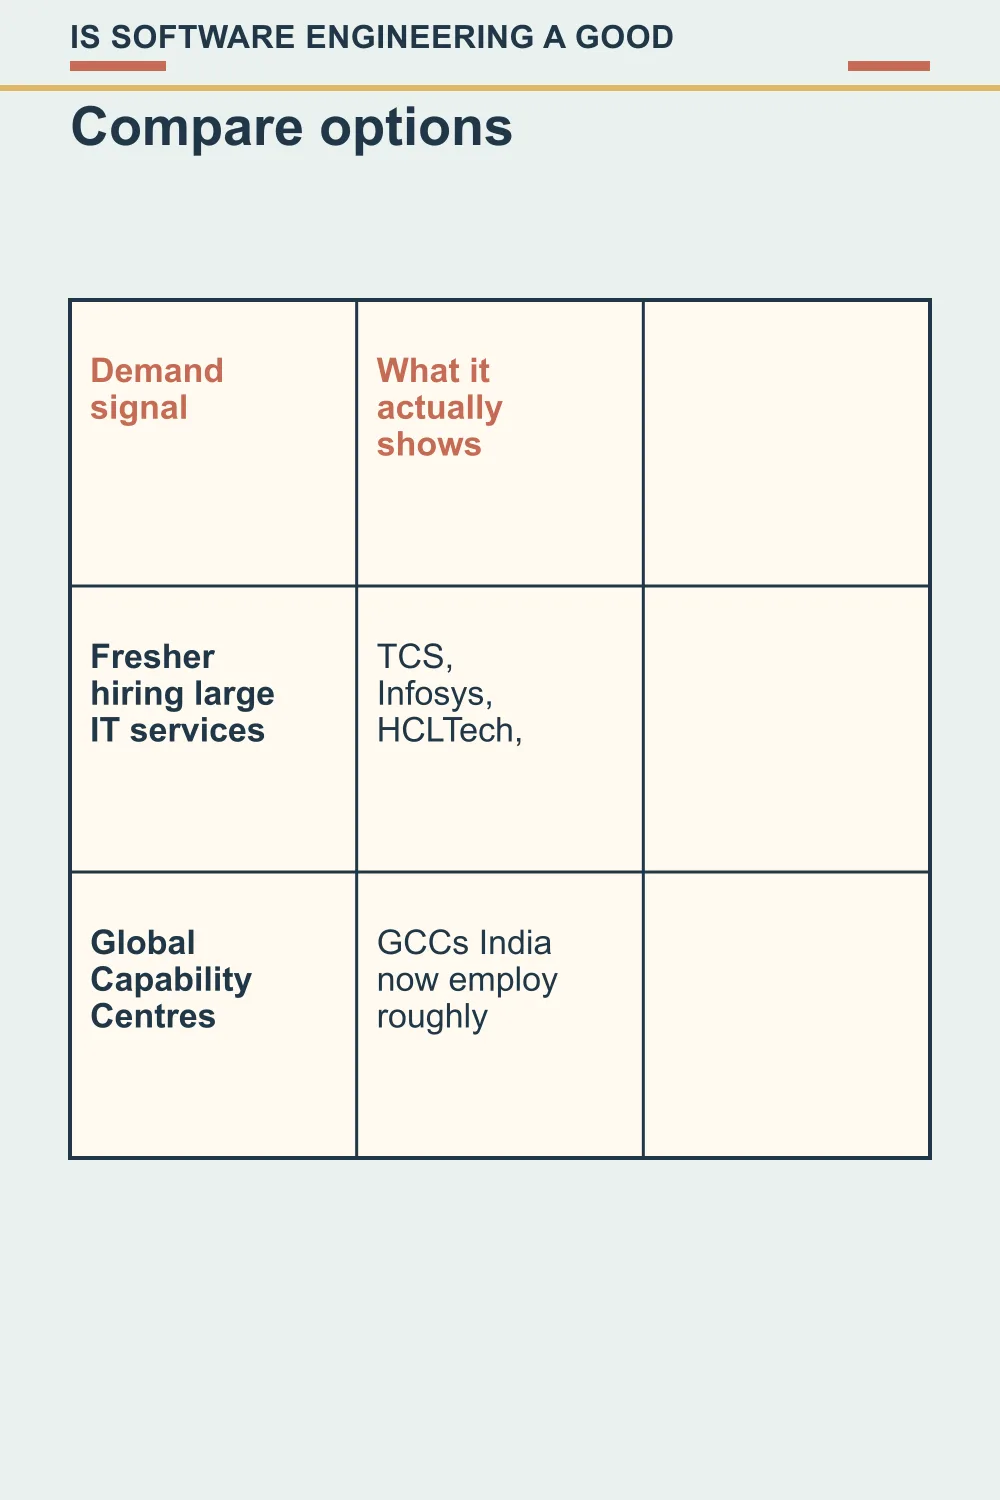 IS SOFTWARE ENGINEERING A GOOD
Compare options
Demand
signal
What it
actually
shows
Fresher
hiring large
IT services
TCS,
Infosys,
HCLTech,
Global
Capability
Centres
GCCs India
now employ
roughly